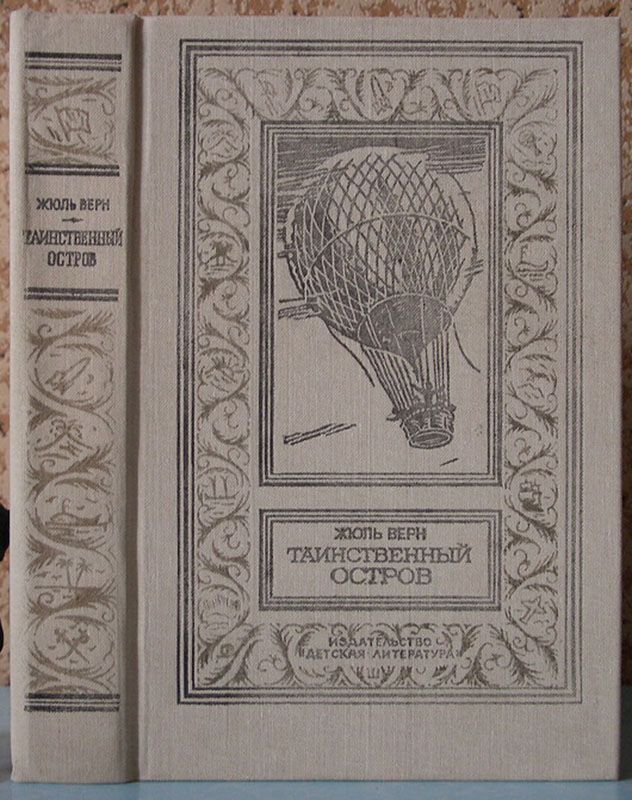 ЖЮЛЬ ВЕРН
ТАИНСТВЕННЫЙ
ОСТРОВ
ЖЮЛЬ ВЕРН
ТАИНСТВЕННЫЙ
ОСТРОВ
ИЗДАТЕЛЬСТВО
"ДЕТСКАЯ ЛИТЕРАТУРА"